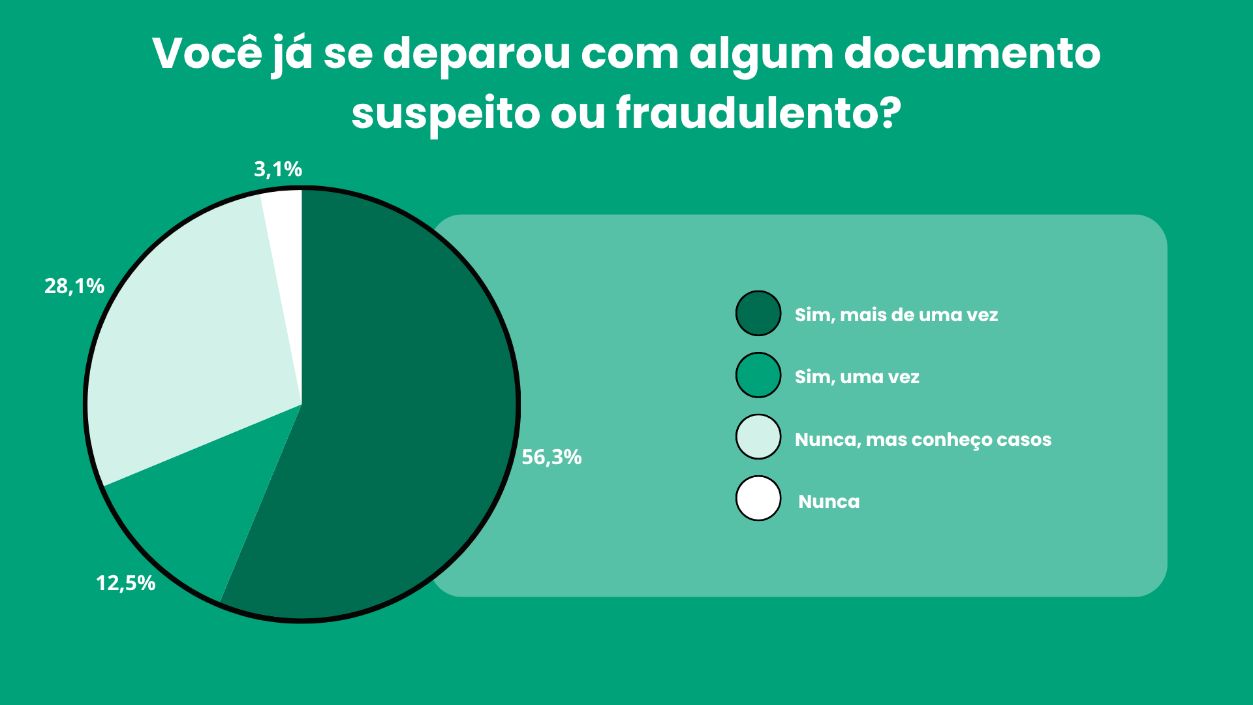 Você já se deparou com algum documento
suspeito ou fraudulento?
3,1%
28,1%
56,3%
12,5%
Sim, mais de uma vez
Sim, uma vez
Nunca, mas conheço casos
Nunca